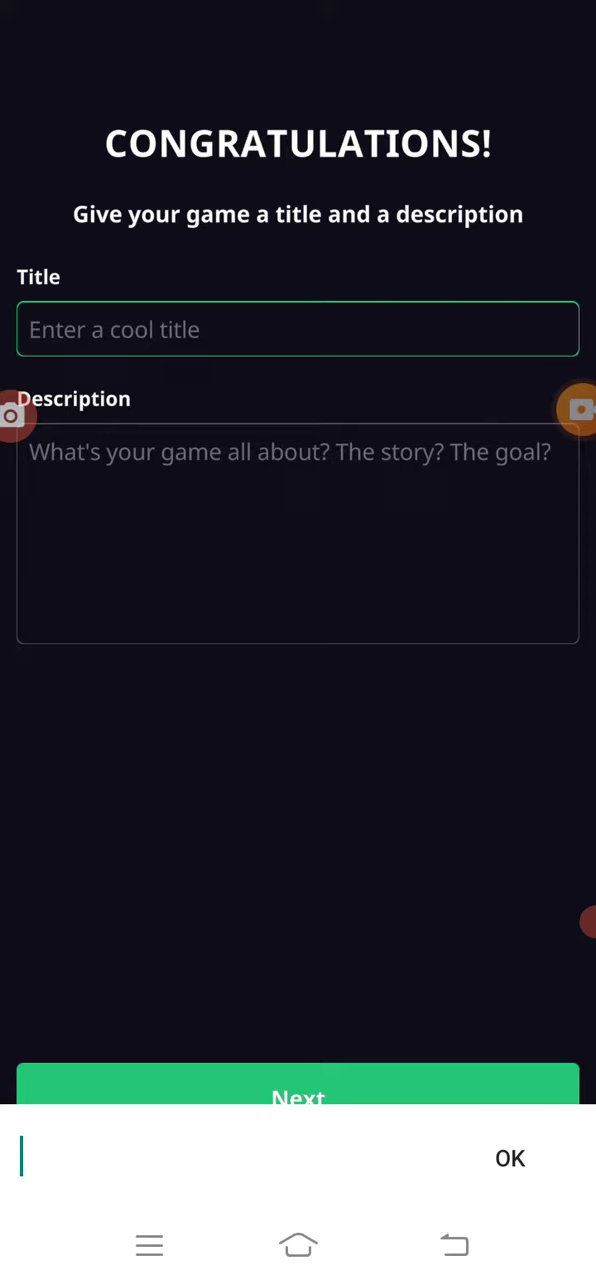 CONGRATULATIONS!
Give your game a title and a description
Title
Enter a cool title
Description
What's your game all about? The story? The goal?
Next
OK